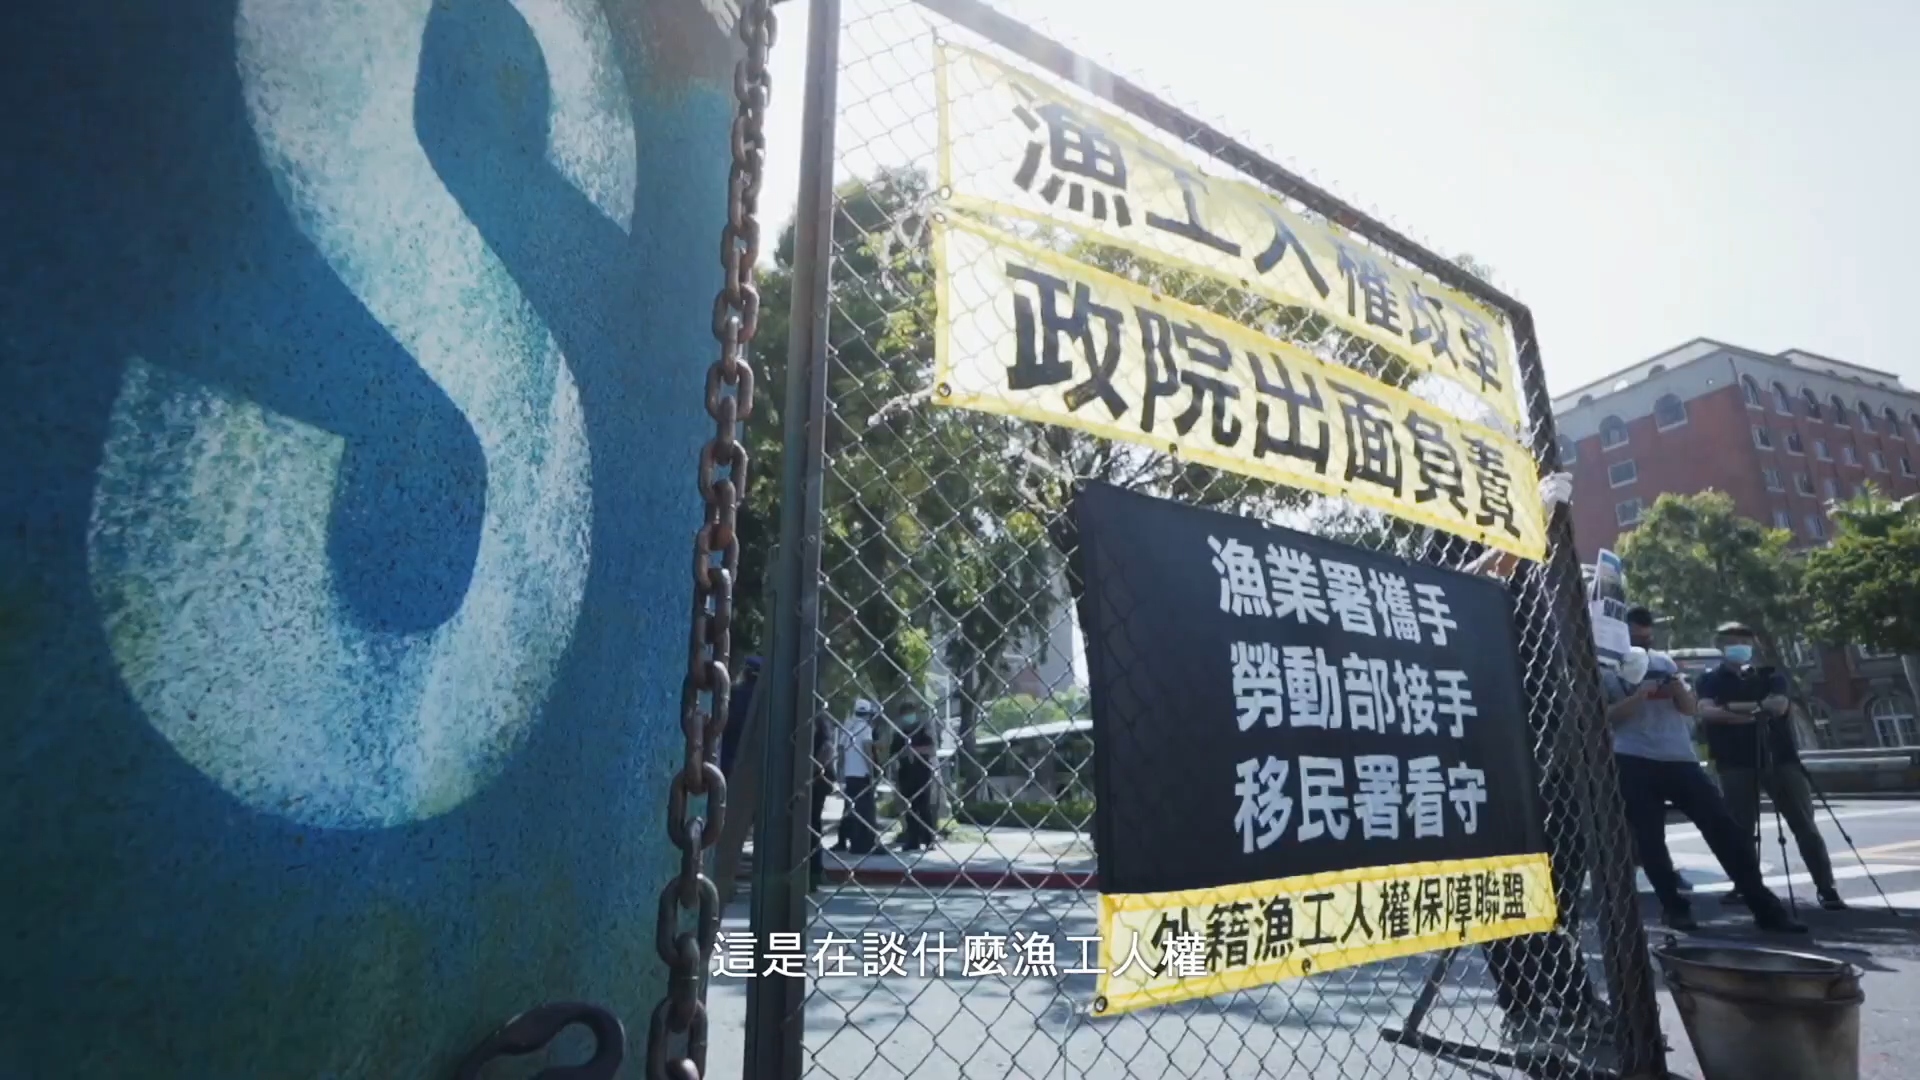 S
漁工人權改革
政院出面負責
漁業署攜手
勞動部接手
移民署看守
外籍漁工人權保障聯盟
這是在談什麼漁工人權